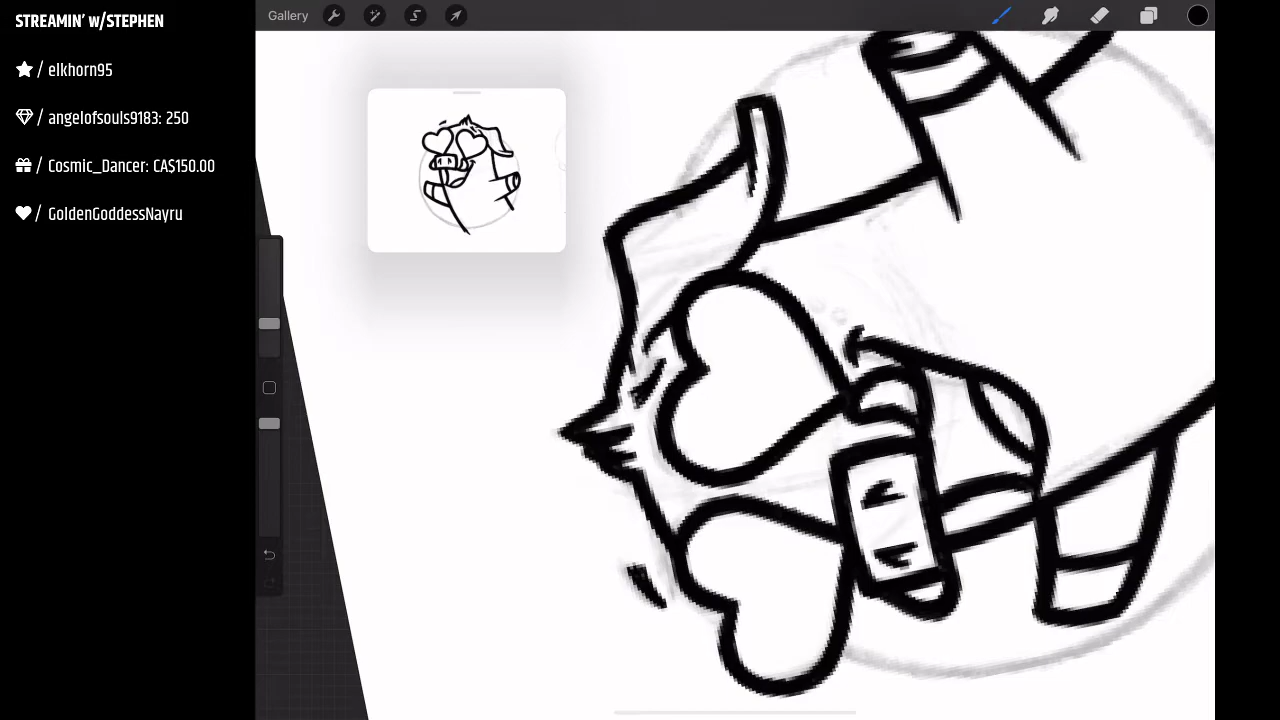 STREAMIN' w/STEPHEN
/ elkhorn95
/ angelofsouls9183: 250
/ Cosmic_Dancer: CA$150.00
/ GoldenGoddessNayru
Gallery